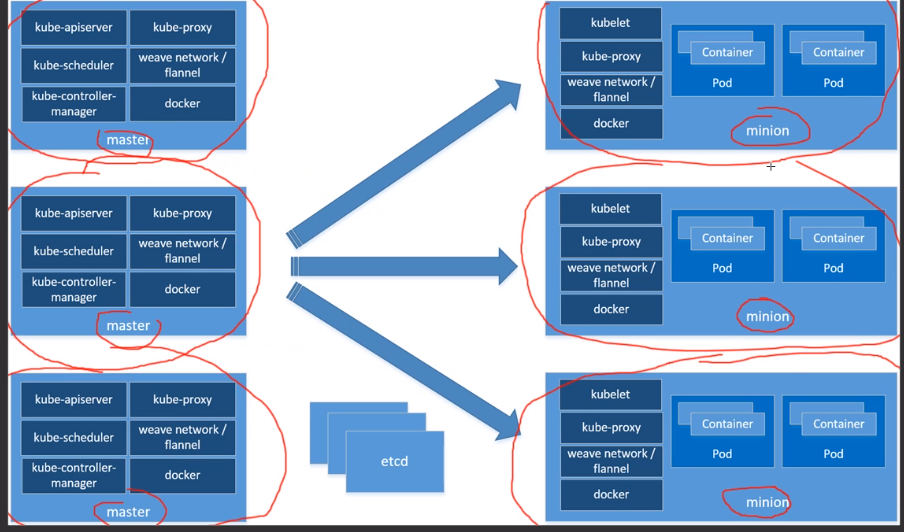 kube-apiserver
kube-proxy
kube-scheduler
weave network /
flannel
kube-controller-
manager
docker
master
kubelet
kube-proxy
weave network /
flannel
docker
Container
Pod
Container
Pod
minion
kube-apiserver
kube-proxy
kube-scheduler
weave network /
flannel
kube-controller-
manager
docker
master
kubelet
kube-proxy
weave network /
flannel
docker
Container
Pod
Container
Pod
minion
kube-apiserver
kube-proxy
kube-scheduler
weave network /
flannel
kube-controller-
manager
docker
master
etcd
kubelet
kube-proxy
weave network /
flannel
docker
Container
Pod
Container
Pod
minion